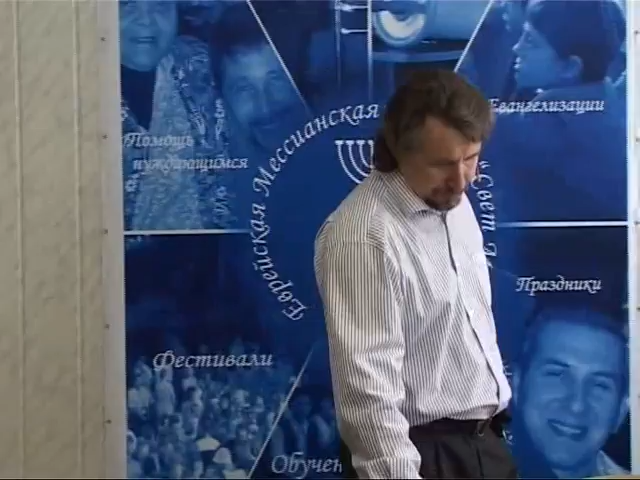 Помощь
нуждающимся
Еврейская Мессианская
Евангелизации
«Свет
Праздники
Фестивали
Обучен